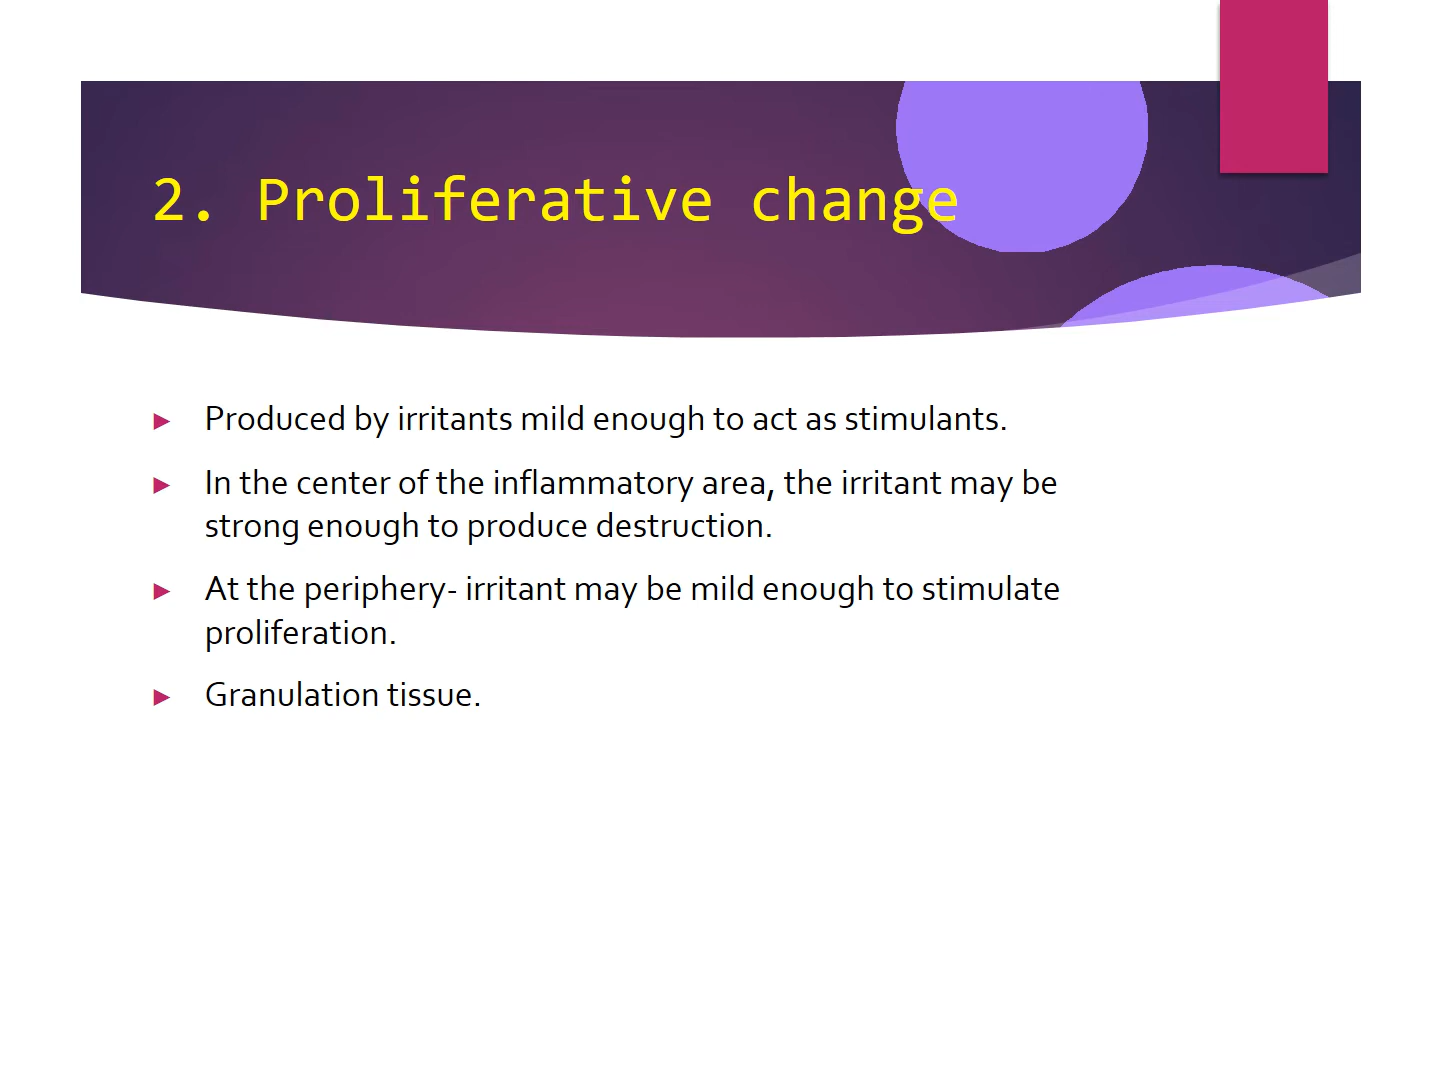 2. Proliferative change
Produced by irritants mild enough to act as stimulants.
In the center of the inflammatory area, the irritant may be
strong enough to produce destruction.
At the periphery- irritant may be mild enough to stimulate
proliferation.
Granulation tissue.